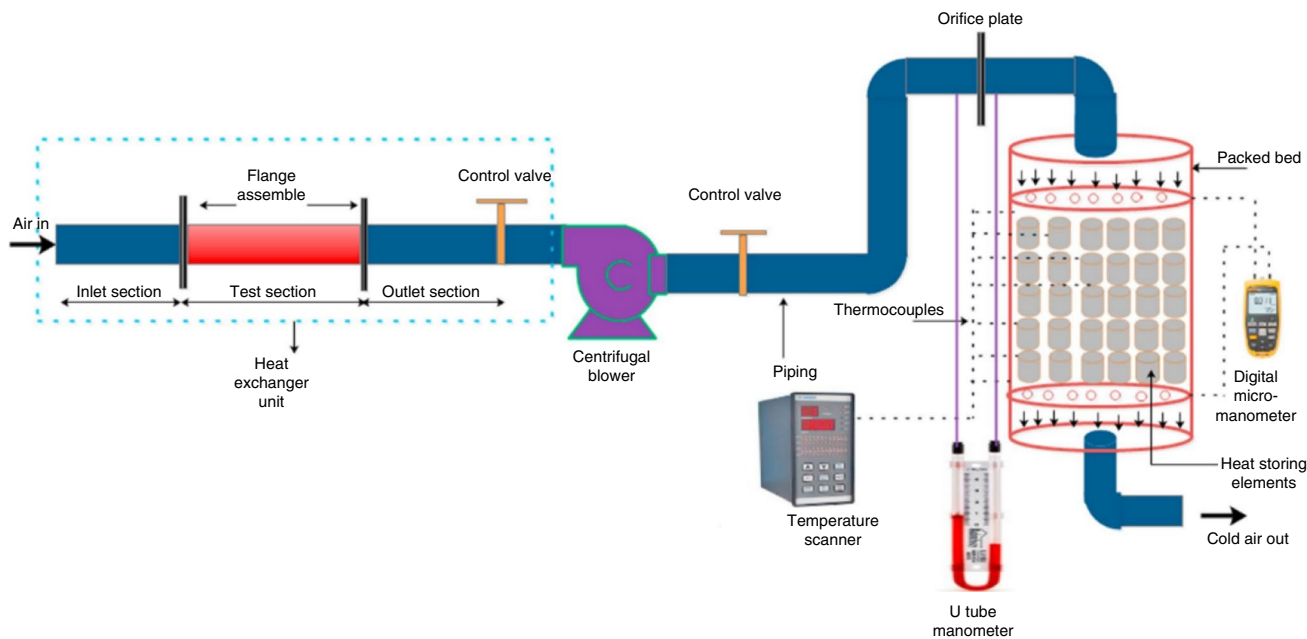 Orifice plate
Flange
assemble
Control valve
Control valve
Packed bed
Air in
Inlet section
Test section
Outlet section
Thermocouples
Heat
exchanger
unit
Centrifugal
blower
Piping
Digital
micro-
manometer
Temperature
scanner
Heat storing
elements
Cold air out
U tube
manometer